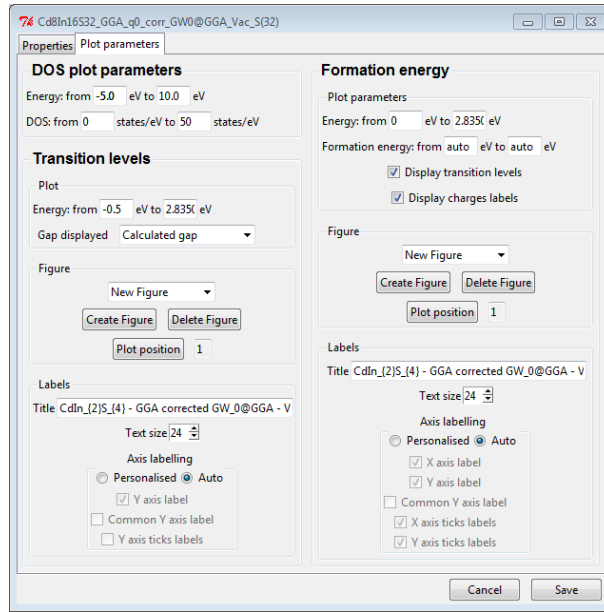 Cd8In16S32_GGA_q0_corr_GW0@GGA_Vac_S(32)
Properties Plot parameters
DOS plot parameters
Energy: from -5.0 eV to 10.0 eV
DOS: from 0 states/eV to 50 states/eV
Transition levels
Plot
Energy: from -0.5 eV to 2.835( eV
Gap displayed Calculated gap
Figure
New Figure
Create Figure Delete Figure
Plot position 1
Labels
Title CdIn_{2}S_{4} - GGA corrected GW_0@GGA - V
Text size 24
Axis labelling
Personalised Auto
Y axis label
Common Y axis label
Y axis ticks labels
Formation energy
Plot parameters
Energy: from 0 eV to 2.835( eV
Formation energy: from auto eV to auto eV
Display transition levels
Display charges labels
Figure
New Figure
Create Figure Delete Figure
Plot position 1
Labels
Title CdIn_{2}S_{4} - GGA corrected GW_0@GGA - V
Text size 24
Axis labelling
Personalised Auto
X axis label
Y axis label
Common Y axis label
X axis ticks labels
Y axis ticks labels
Cancel Save